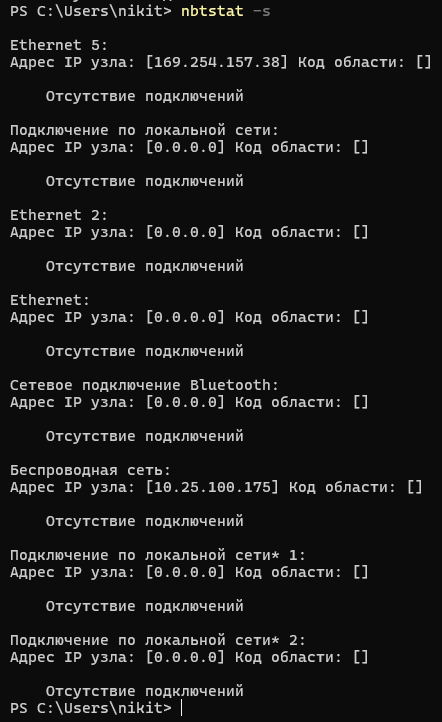 PS C:\Users\nikit> nbtstat -s
Ethernet 5:
Адрес IP узла: [169.254.157.38] Код области: []
Отсутствие подключений
Подключение по локальной сети:
Адрес IP узла: [0.0.0.0] Код области: []
Отсутствие подключений
Ethernet 2:
Адрес IP узла: [0.0.0.0] Код области: []
Отсутствие подключений
Ethernet:
Адрес IP узла: [0.0.0.0] Код области: []
Отсутствие подключений
Сетевое подключение Bluetooth:
Адрес IP узла: [0.0.0.0] Код области: []
Отсутствие подключений
Беспроводная сеть:
Адрес IP узла: [10.25.100.175] Код области: []
Отсутствие подключений
Подключение по локальной сети* 1:
Адрес IP узла: [0.0.0.0] Код области: []
Отсутствие подключений
Подключение по локальной сети* 2:
Адрес IP узла: [0.0.0.0] Код области: []
Отсутствие подключений
PS C:\Users\nikit>